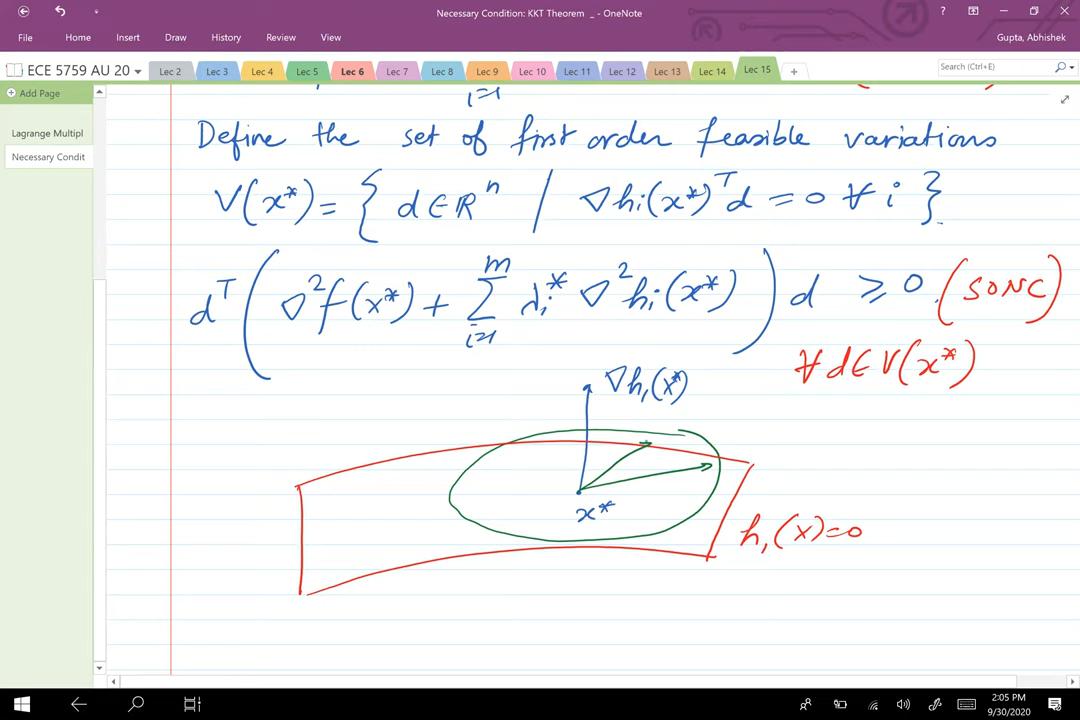 Necessary Condition: KKT Theorem _ - OneNote
File Home Insert Draw History Review View
Gupta, Abhishek
ECE 5759 AU 20
Lec 2 Lec 3 Lec 4 Lec 5 Lec 6 Lec 7 Lec 8 Lec 9 Lec 10 Lec 11 Lec 12 Lec 13 Lec 14 Lec 15
Search (Ctrl+E)
Add Page
Lagrange Multipl
Necessary Condit
i=1
Define the set of first order feasible variations
V(x*) = { d ∈ ℝⁿ | ∇hᵢ(x*)ᵀd = 0 ∀ i }.
dᵀ ( ∇²f(x*) + ∑ᵢ₌₁ᵐ λᵢ* ∇²hᵢ(x*) ) d ≥ 0. (SONC)
∀ d ∈ V(x*)
∇h₁(x*)
x*
h₁(x)=0
2:05 PM
9/30/2020